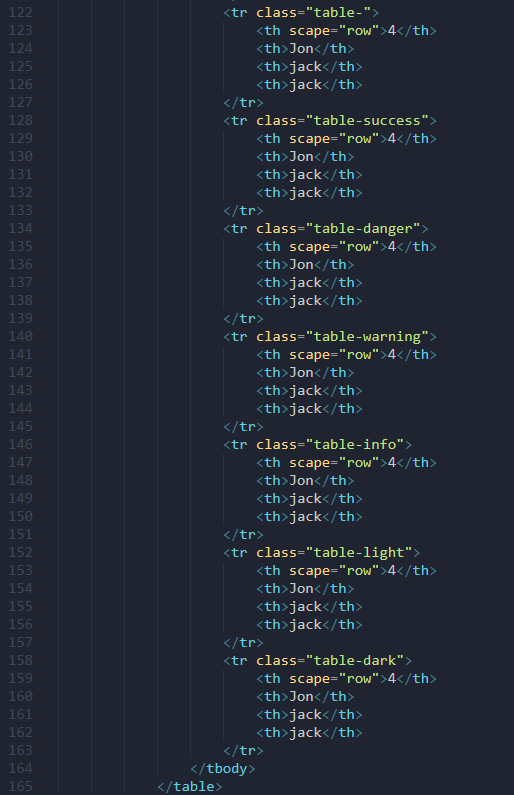 122 <tr class="table-">
123 <th scape="row">4</th>
124 <th>Jon</th>
125 <th>jack</th>
126 <th>jack</th>
127 </tr>
128 <tr class="table-success">
129 <th scape="row">4</th>
130 <th>Jon</th>
131 <th>jack</th>
132 <th>jack</th>
133 </tr>
134 <tr class="table-danger">
135 <th scape="row">4</th>
136 <th>Jon</th>
137 <th>jack</th>
138 <th>jack</th>
139 </tr>
140 <tr class="table-warning">
141 <th scape="row">4</th>
142 <th>Jon</th>
143 <th>jack</th>
144 <th>jack</th>
145 </tr>
146 <tr class="table-info">
147 <th scape="row">4</th>
148 <th>Jon</th>
149 <th>jack</th>
150 <th>jack</th>
151 </tr>
152 <tr class="table-light">
153 <th scape="row">4</th>
154 <th>Jon</th>
155 <th>jack</th>
156 <th>jack</th>
157 </tr>
158 <tr class="table-dark">
159 <th scape="row">4</th>
160 <th>Jon</th>
161 <th>jack</th>
162 <th>jack</th>
163 </tr>
164 </tbody>
165 </table>